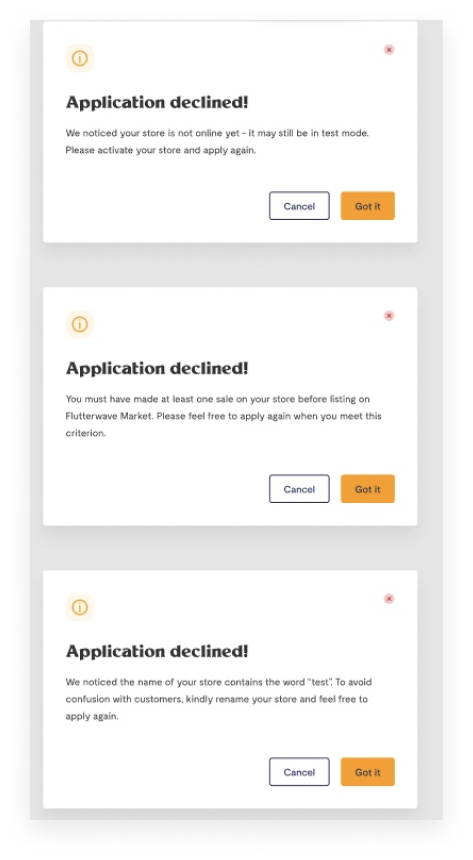 Application declined!
We noticed your store is not online yet - it may still be in test mode.
Please activate your store and apply again.
Cancel
Got it
Application declined!
You must have made at least one sale on your store before listing on
Flutterwave Market. Please feel free to apply again when you meet this
criterion.
Cancel
Got it
Application declined!
We noticed the name of your store contains the word “test”. To avoid
confusion with customers, kindly rename your store and feel free to
apply again.
Cancel
Got it